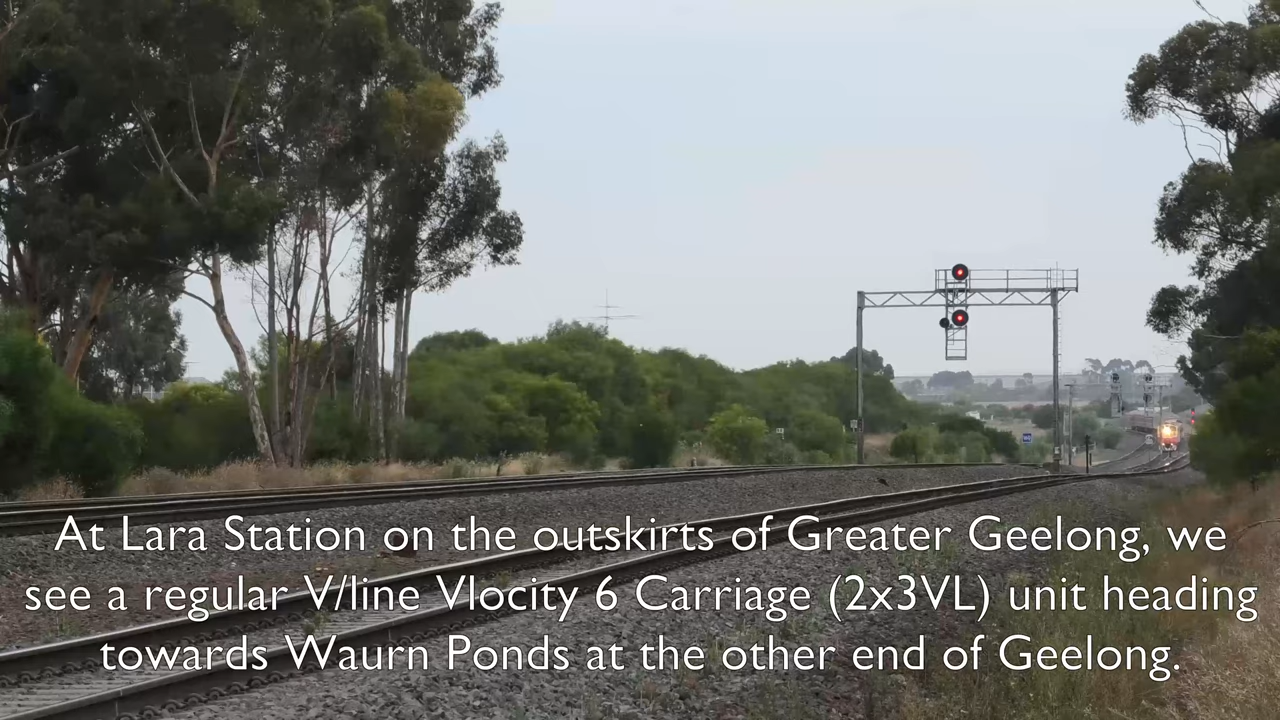 At Lara Station on the outskirts of Greater Geelong, we
see a regular V/line Vlocity 6 Carriage (2x3VL) unit heading
towards Waurn Ponds at the other end of Geelong.